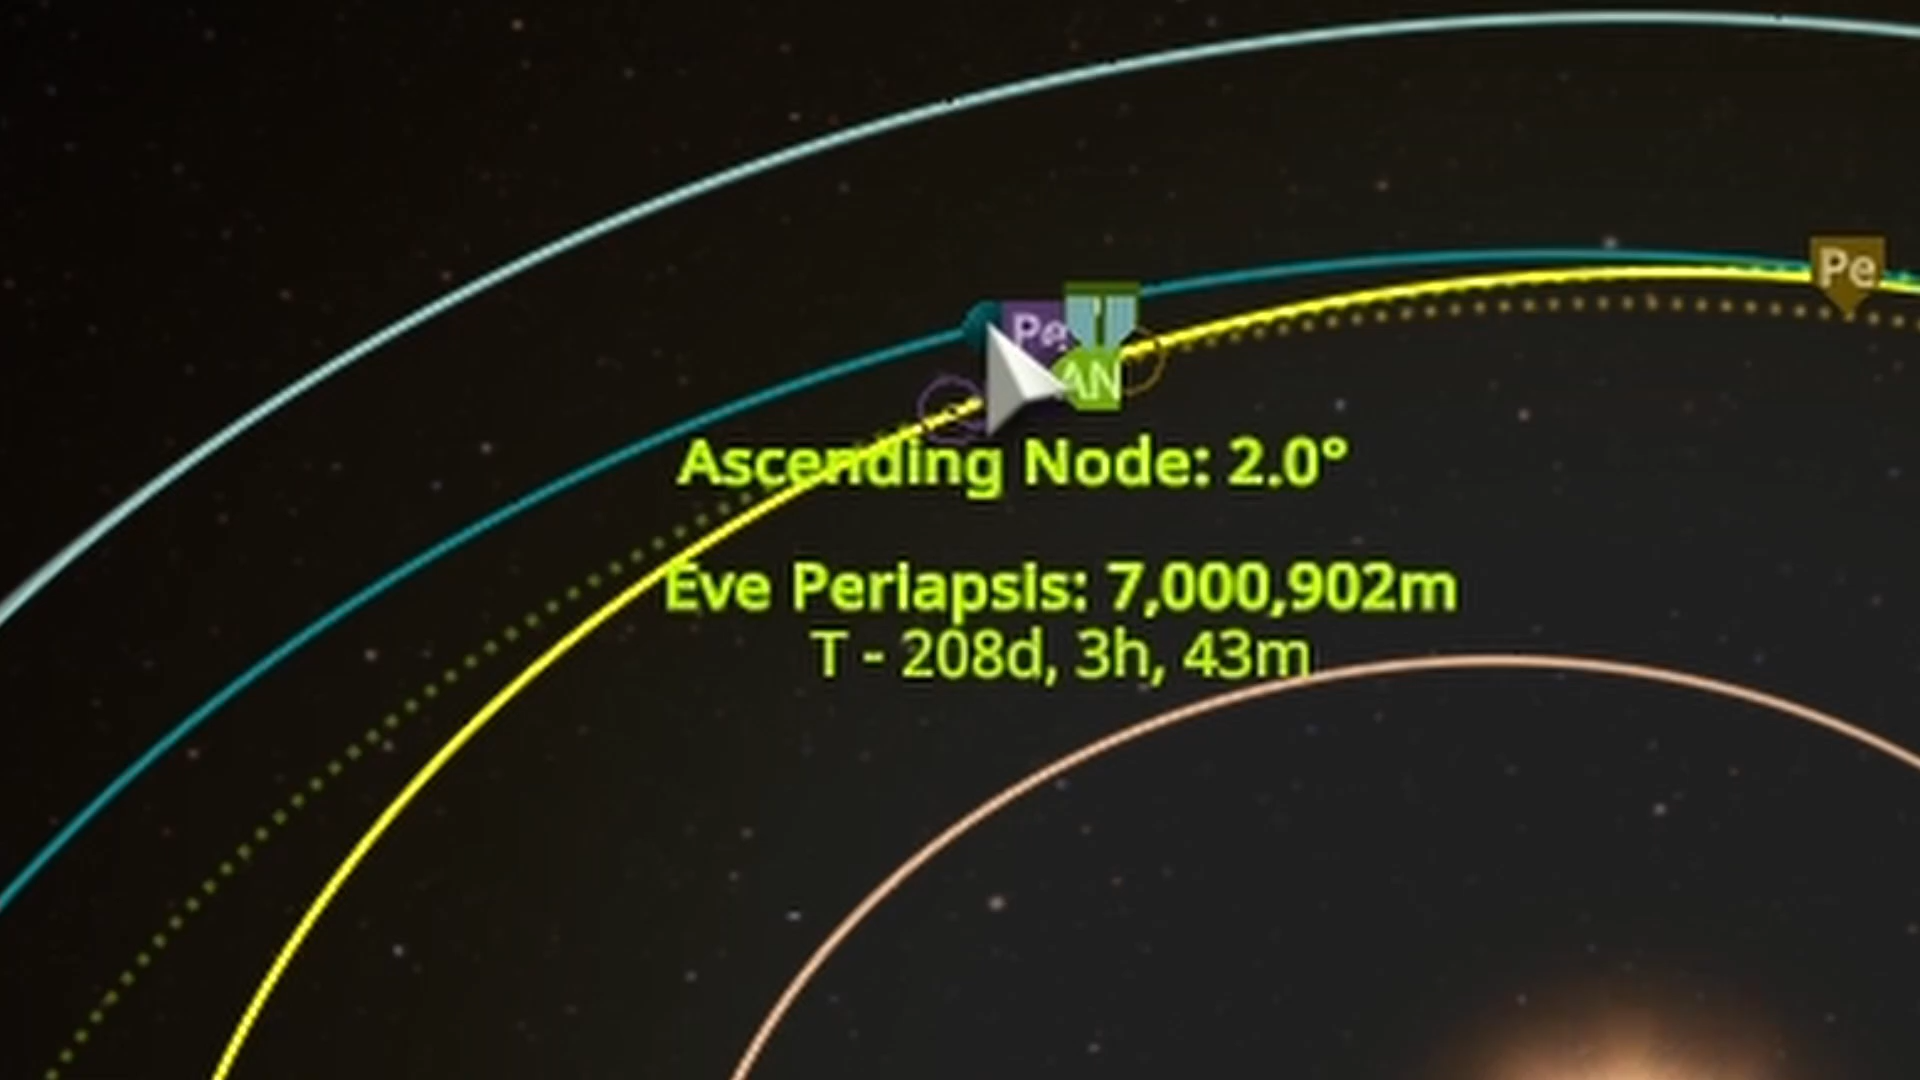 Pe
Pe
AN
Ascending Node: 2.0°
Eve Periapsis: 7,000,902m
T - 208d, 3h, 43m